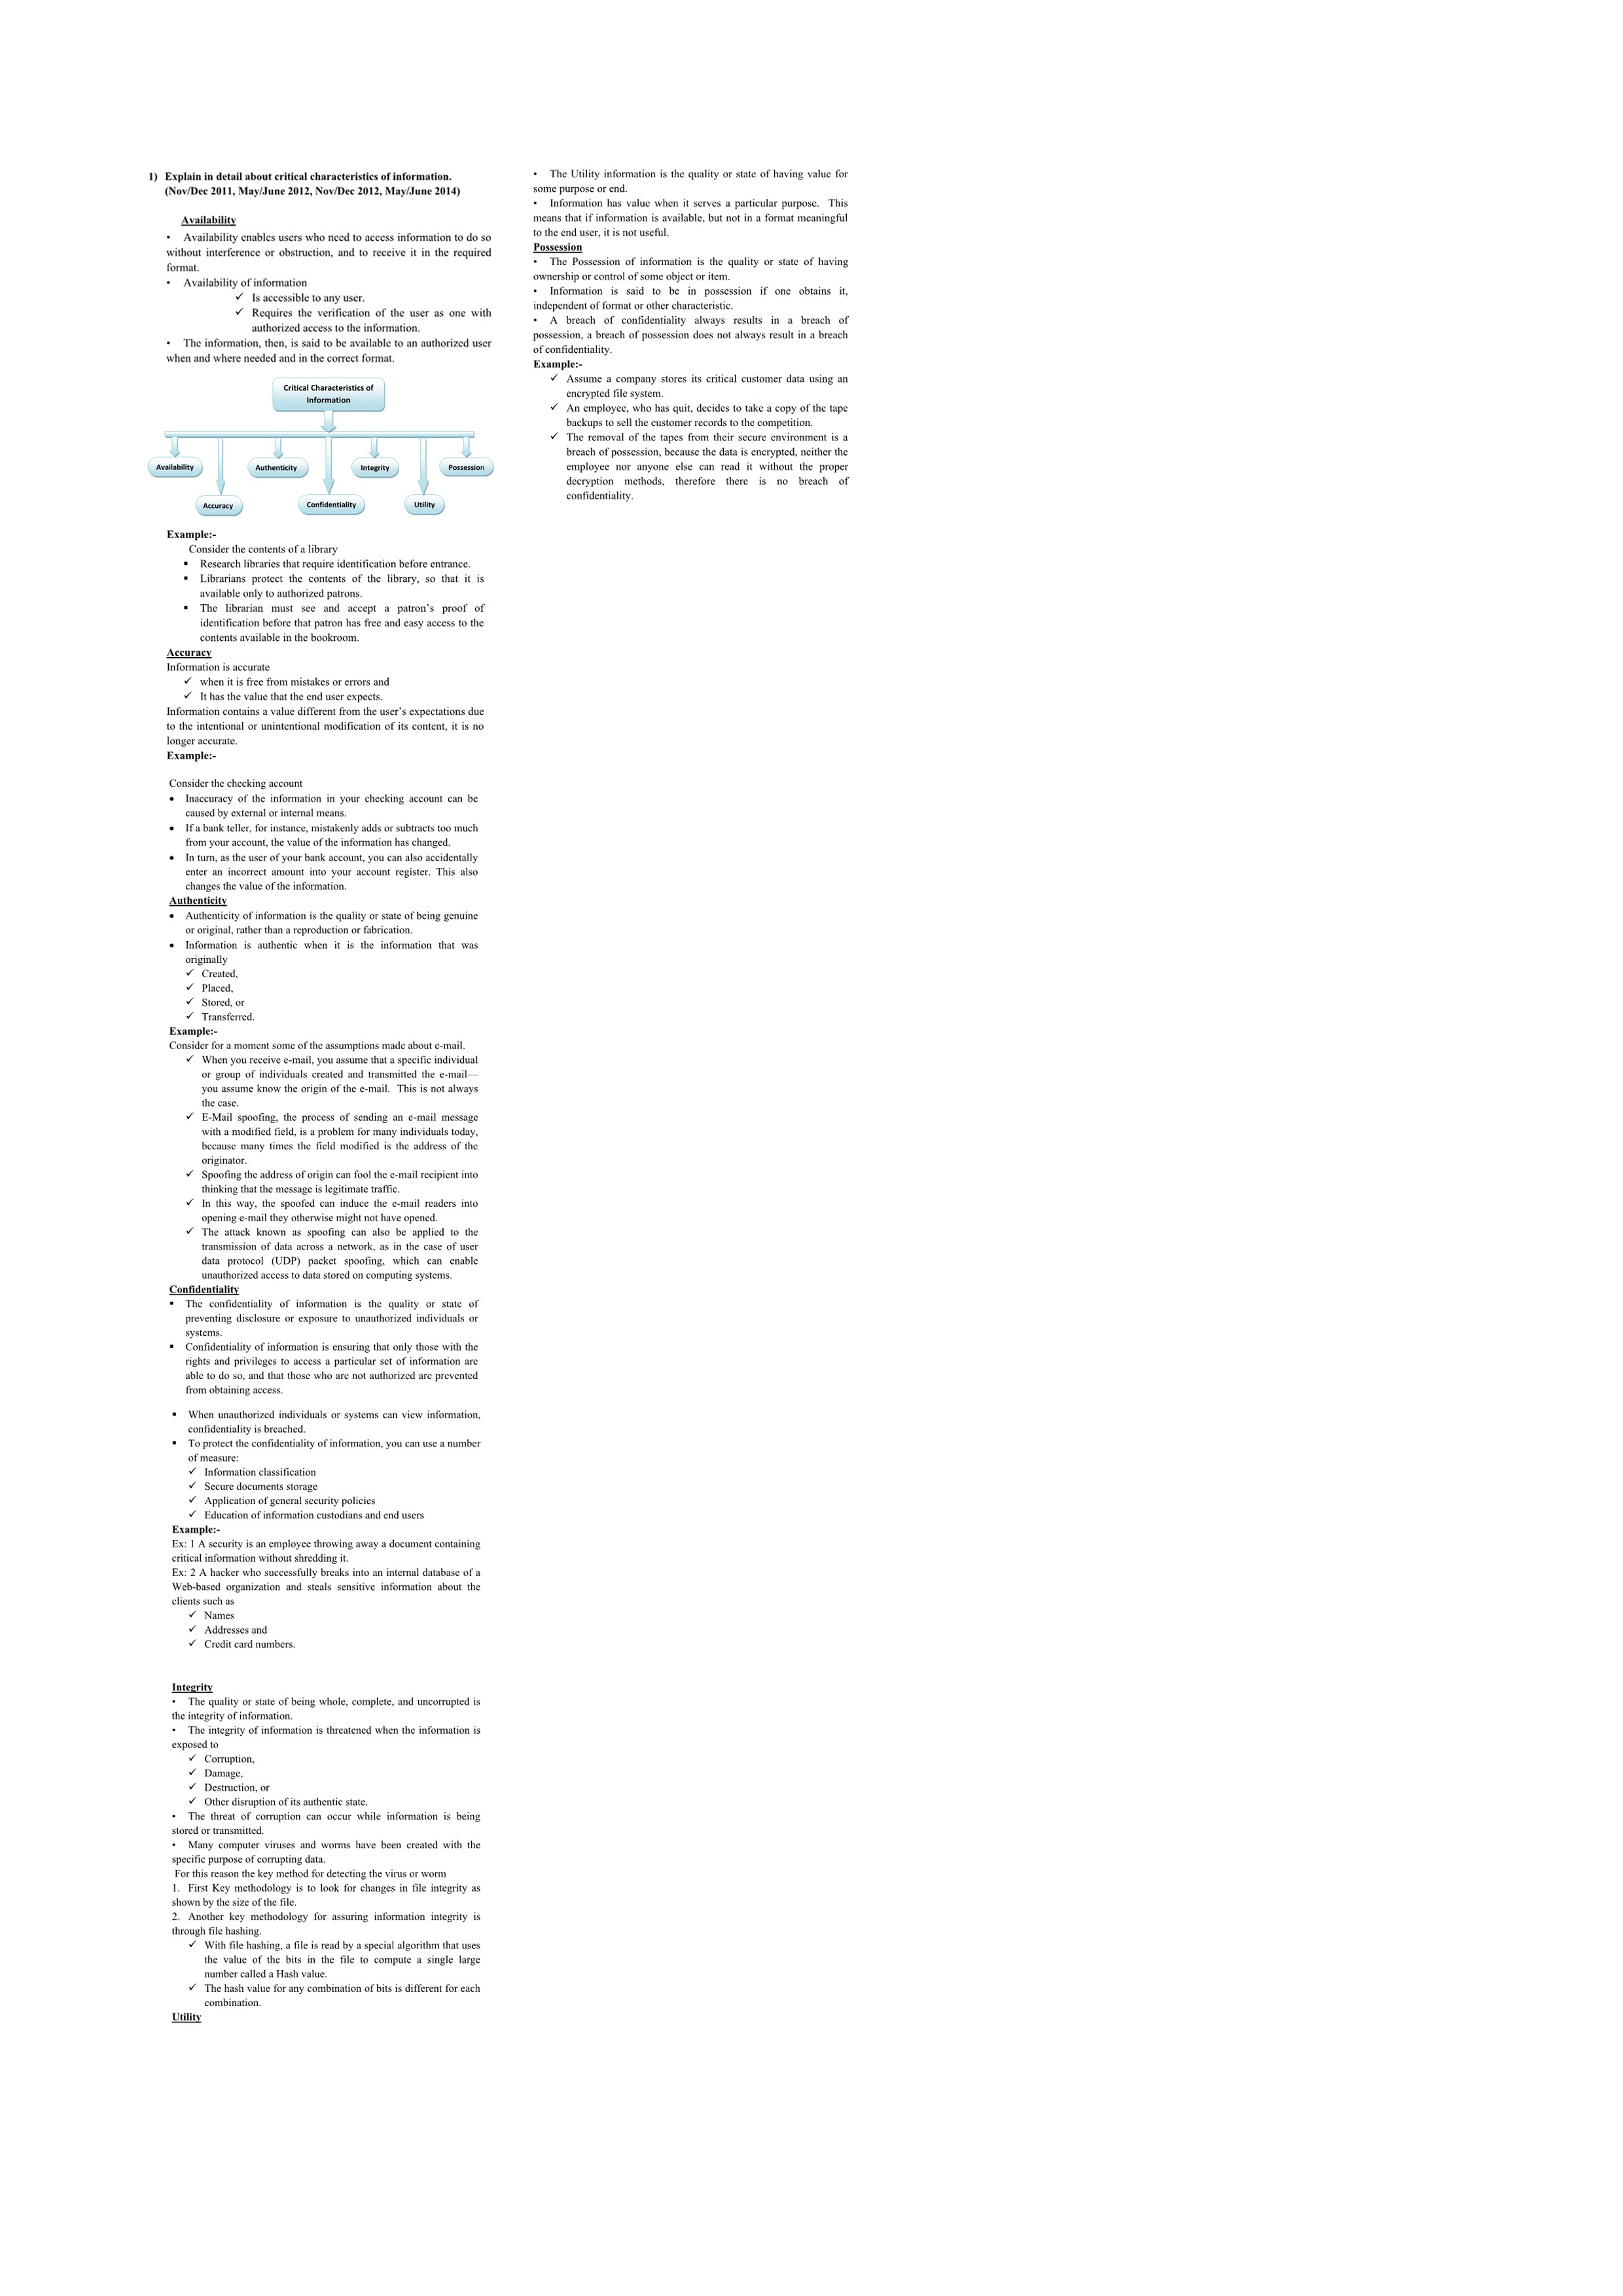 1) Explain in detail about critical characteristics of information.
(Nov/Dec 2011, May/June 2012, Nov/Dec 2012, May/June 2014)
Availability
• Availability enables users who need to access information to do so
without interference or obstruction, and to receive it in the required
format.
• Availability of information
✓ Is accessible to any user.
✓ Requires the verification of the user as one with
authorized access to the information.
• The information, then, is said to be available to an authorized user
when and where needed and in the correct format.
Critical Characteristics of
Information
Availability
Authenticity
Integrity
Possession
Accuracy
Confidentiality
Utility
Example:-
Consider the contents of a library
▪ Research libraries that require identification before entrance.
▪ Librarians protect the contents of the library, so that it is
available only to authorized patrons.
▪ The librarian must see and accept a patron's proof of
identification before that patron has free and easy access to the
contents available in the bookroom.
Accuracy
Information is accurate
✓ when it is free from mistakes or errors and
✓ It has the value that the end user expects.
Information contains a value different from the user's expectations due
to the intentional or unintentional modification of its content, it is no
longer accurate.
Example:-
Consider the checking account
• Inaccuracy of the information in your checking account can be
caused by external or internal means.
• If a bank teller, for instance, mistakenly adds or subtracts too much
from your account, the value of the information has changed.
• In turn, as the user of your bank account, you can also accidentally
enter an incorrect amount into your account register. This also
changes the value of the information.
Authenticity
• Authenticity of information is the quality or state of being genuine
or original, rather than a reproduction or fabrication.
• Information is authentic when it is the information that was
originally
✓ Created,
✓ Placed,
✓ Stored, or
✓ Transferred.
Example:-
Consider for a moment some of the assumptions made about e-mail.
✓ When you receive e-mail, you assume that a specific individual
or group of individuals created and transmitted the e-mail—
you assume know the origin of the e-mail. This is not always
the case.
✓ E-Mail spoofing, the process of sending an e-mail message
with a modified field, is a problem for many individuals today,
because many times the field modified is the address of the
originator.
✓ Spoofing the address of origin can fool the e-mail recipient into
thinking that the message is legitimate traffic.
✓ In this way, the spoofed can induce the e-mail readers into
opening e-mail they otherwise might not have opened.
✓ The attack known as spoofing can also be applied to the
transmission of data across a network, as in the case of user
data protocol (UDP) packet spoofing, which can enable
unauthorized access to data stored on computing systems.
Confidentiality
▪ The confidentiality of information is the quality or state of
preventing disclosure or exposure to unauthorized individuals or
systems.
▪ Confidentiality of information is ensuring that only those with the
rights and privileges to access a particular set of information are
able to do so, and that those who are not authorized are prevented
from obtaining access.
▪ When unauthorized individuals or systems can view information,
confidentiality is breached.
▪ To protect the confidentiality of information, you can use a number
of measure:
✓ Information classification
✓ Secure documents storage
✓ Application of general security policies
✓ Education of information custodians and end users
Example:-
Ex: 1 A security is an employee throwing away a document containing
critical information without shredding it.
Ex: 2 A hacker who successfully breaks into an internal database of a
Web-based organization and steals sensitive information about the
clients such as
✓ Names
✓ Addresses and
✓ Credit card numbers.
Integrity
• The quality or state of being whole, complete, and uncorrupted is
the integrity of information.
• The integrity of information is threatened when the information is
exposed to
✓ Corruption,
✓ Damage,
✓ Destruction, or
✓ Other disruption of its authentic state.
• The threat of corruption can occur while information is being
stored or transmitted.
• Many computer viruses and worms have been created with the
specific purpose of corrupting data.
For this reason the key method for detecting the virus or worm
1. First Key methodology is to look for changes in file integrity as
shown by the size of the file.
2. Another key methodology for assuring information integrity is
through file hashing.
✓ With file hashing, a file is read by a special algorithm that uses
the value of the bits in the file to compute a single large
number called a Hash value.
✓ The hash value for any combination of bits is different for each
combination.
Utility
• The Utility information is the quality or state of having value for
some purpose or end.
• Information has value when it serves a particular purpose. This
means that if information is available, but not in a format meaningful
to the end user, it is not useful.
Possession
• The Possession of information is the quality or state of having
ownership or control of some object or item.
• Information is said to be in possession if one obtains it,
independent of format or other characteristic.
• A breach of confidentiality always results in a breach of
possession, a breach of possession does not always result in a breach
of confidentiality.
Example:-
✓ Assume a company stores its critical customer data using an
encrypted file system.
✓ An employee, who has quit, decides to take a copy of the tape
backups to sell the customer records to the competition.
✓ The removal of the tapes from their secure environment is a
breach of possession, because the data is encrypted, neither the
employee nor anyone else can read it without the proper
decryption methods, therefore there is no breach of
confidentiality.